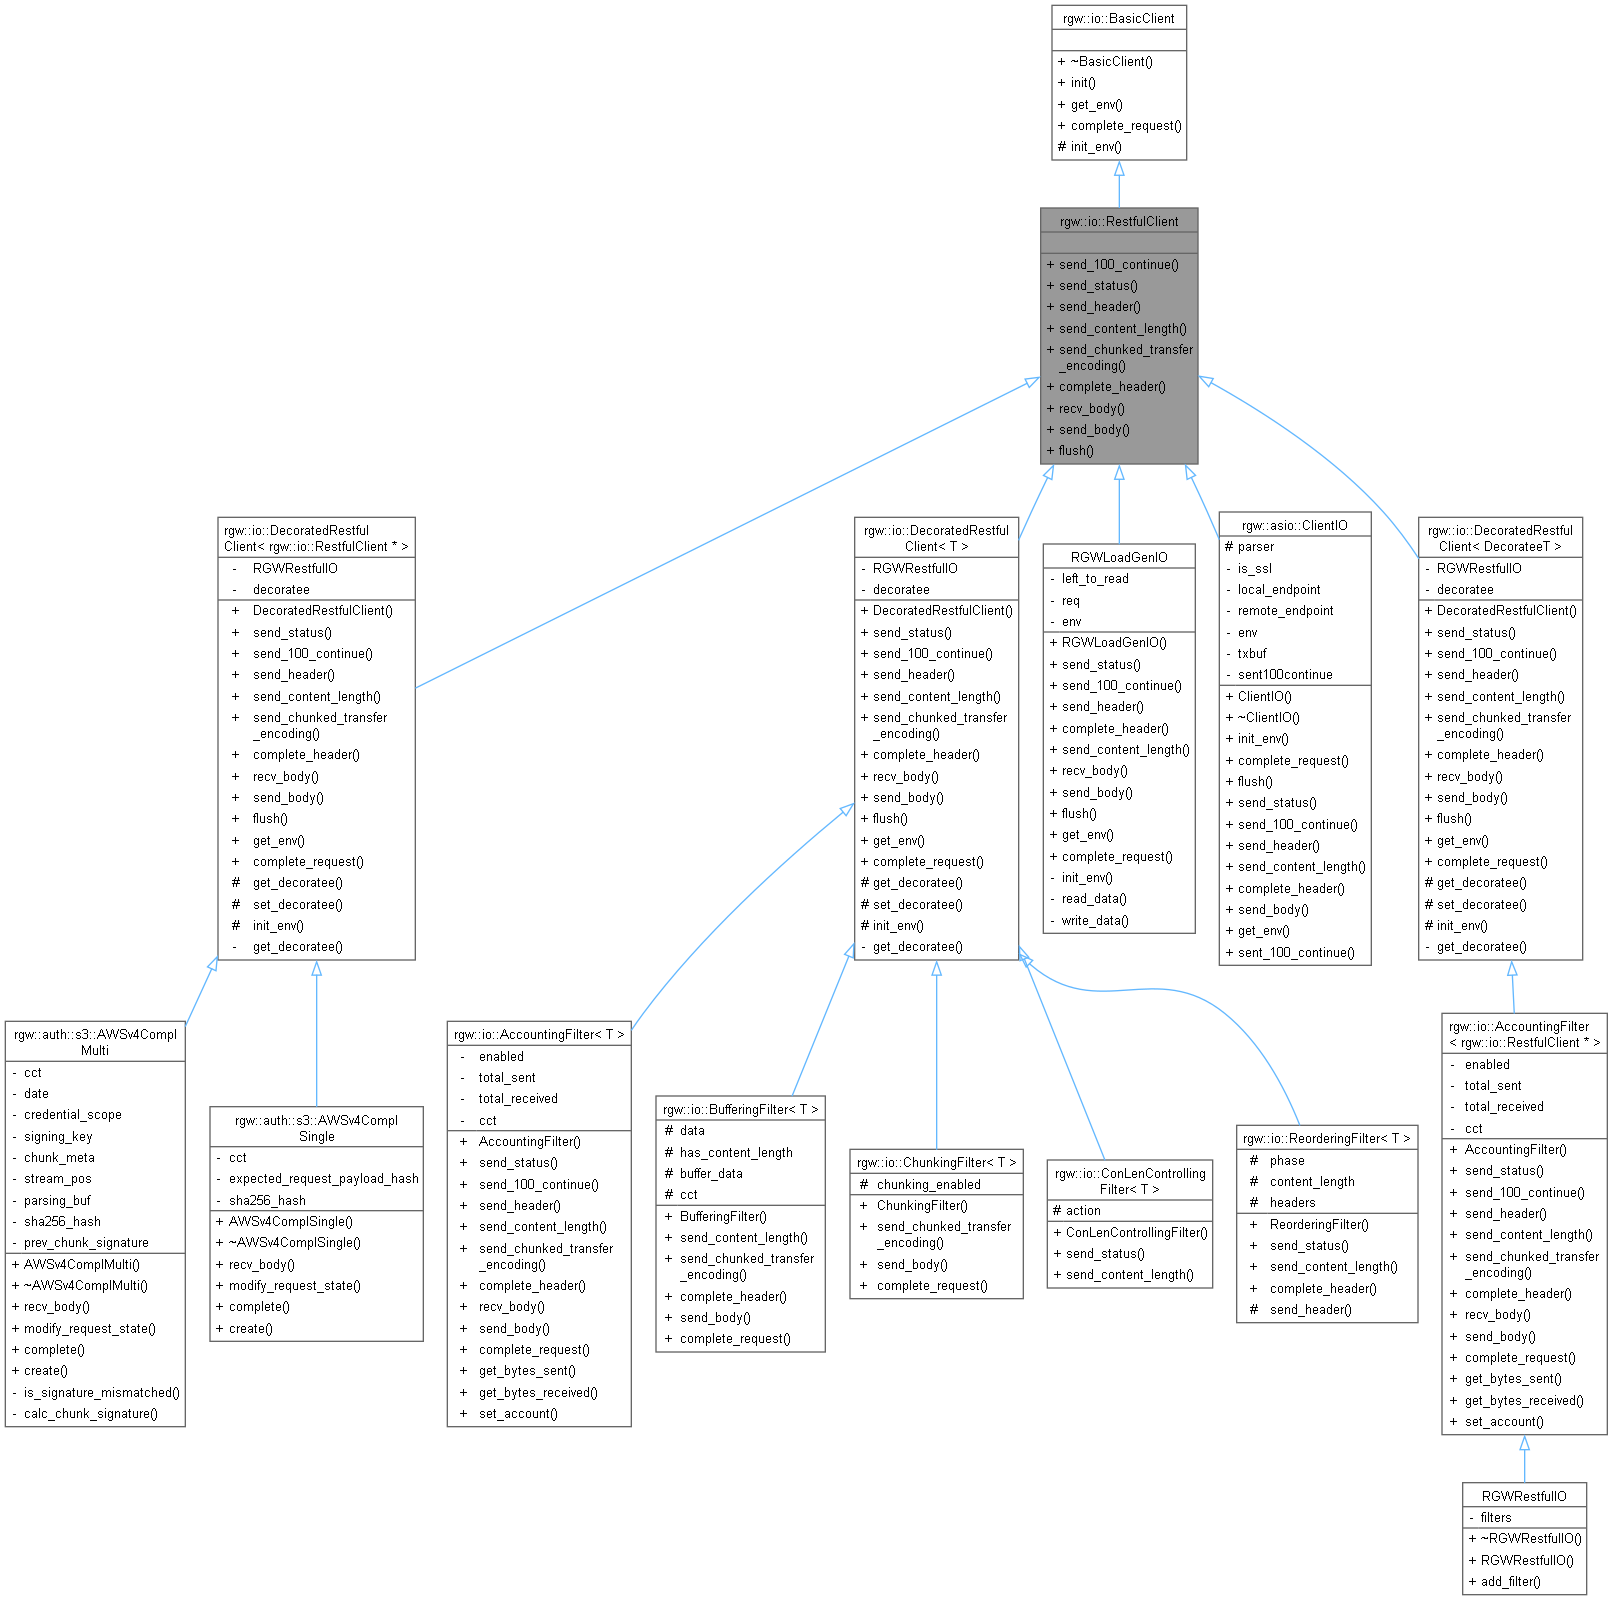 rgw::io::BasicClient
+ ~BasicClient()
+ init()
+ get_env()
+ complete_request()
# init_env()
rgw::io::RestfulClient
+ send_100_continue()
+ send_status()
+ send_header()
+ send_content_length()
+ send_chunked_transfer
_encoding()
+ complete_header()
+ recv_body()
+ send_body()
+ flush()
rgw::io::DecoratedRestful
Client< rgw::io::RestfulClient * >
- RGWRestfulIO
- decoratee
+ DecoratedRestfulClient()
+ send_status()
+ send_100_continue()
+ send_header()
+ send_content_length()
+ send_chunked_transfer
_encoding()
+ complete_header()
+ recv_body()
+ send_body()
+ flush()
+ get_env()
+ complete_request()
# get_decoratee()
# set_decoratee()
# init_env()
- get_decoratee()
rgw::io::DecoratedRestful
Client< T >
- RGWRestfulIO
- decoratee
+ DecoratedRestfulClient()
+ send_status()
+ send_100_continue()
+ send_header()
+ send_content_length()
+ send_chunked_transfer
_encoding()
+ complete_header()
+ recv_body()
+ send_body()
+ flush()
+ get_env()
+ complete_request()
# get_decoratee()
# set_decoratee()
# init_env()
- get_decoratee()
RGWLoadGenIO
- left_to_read
- req
- env
+ RGWLoadGenIO()
+ send_status()
+ send_100_continue()
+ send_header()
+ complete_header()
+ send_content_length()
+ recv_body()
+ send_body()
+ flush()
+ get_env()
+ complete_request()
- init_env()
- read_data()
- write_data()
rgw::asio::ClientIO
# parser
- is_ssl
- local_endpoint
- remote_endpoint
- env
- txbuf
- sent100continue
+ ClientIO()
+ ~ClientIO()
+ init_env()
+ complete_request()
+ flush()
+ send_status()
+ send_100_continue()
+ send_header()
+ send_content_length()
+ complete_header()
+ send_body()
+ get_env()
+ sent_100_continue()
rgw::io::DecoratedRestful
Client< DecorateeT >
- RGWRestfulIO
- decoratee
+ DecoratedRestfulClient()
+ send_status()
+ send_100_continue()
+ send_header()
+ send_content_length()
+ send_chunked_transfer
_encoding()
+ complete_header()
+ recv_body()
+ send_body()
+ flush()
+ get_env()
+ complete_request()
# get_decoratee()
# set_decoratee()
# init_env()
- get_decoratee()
rgw::auth::s3::AWSv4Compl
Multi
- cct
- date
- credential_scope
- signing_key
- chunk_meta
- stream_pos
- parsing_buf
- sha256_hash
- prev_chunk_signature
+ AWSv4ComplMulti()
+ ~AWSv4ComplMulti()
+ recv_body()
+ modify_request_state()
+ complete()
+ create()
- is_signature_mismatched()
- calc_chunk_signature()
rgw::auth::s3::AWSv4Compl
Single
- cct
- expected_request_payload_hash
- sha256_hash
+ AWSv4ComplSingle()
+ ~AWSv4ComplSingle()
+ recv_body()
+ modify_request_state()
+ complete()
+ create()
rgw::io::AccountingFilter< T >
- enabled
- total_sent
- total_received
- cct
+ AccountingFilter()
+ send_status()
+ send_100_continue()
+ send_header()
+ send_content_length()
+ send_chunked_transfer
_encoding()
+ complete_header()
+ recv_body()
+ send_body()
+ complete_request()
+ get_bytes_sent()
+ get_bytes_received()
+ set_account()
rgw::io::BufferingFilter< T >
# data
# has_content_length
# buffer_data
# cct
+ BufferingFilter()
+ send_content_length()
+ send_chunked_transfer
_encoding()
+ complete_header()
+ send_body()
+ complete_request()
rgw::io::ChunkingFilter< T >
# chunking_enabled
+ ChunkingFilter()
+ send_chunked_transfer
_encoding()
+ send_body()
+ complete_request()
rgw::io::ConLenControlling
Filter< T >
# action
+ ConLenControllingFilter()
+ send_status()
+ send_content_length()
rgw::io::ReorderingFilter< T >
# phase
# content_length
# headers
+ ReorderingFilter()
+ send_status()
+ send_content_length()
+ complete_header()
# send_header()
rgw::io::AccountingFilter
< rgw::io::RestfulClient * >
- enabled
- total_sent
- total_received
- cct
+ AccountingFilter()
+ send_status()
+ send_100_continue()
+ send_header()
+ send_content_length()
+ send_chunked_transfer
_encoding()
+ complete_header()
+ recv_body()
+ send_body()
+ complete_request()
+ get_bytes_sent()
+ get_bytes_received()
+ set_account()
RGWRestfulIO
- filters
+ ~RGWRestfulIO()
+ RGWRestfulIO()
+ add_filter()